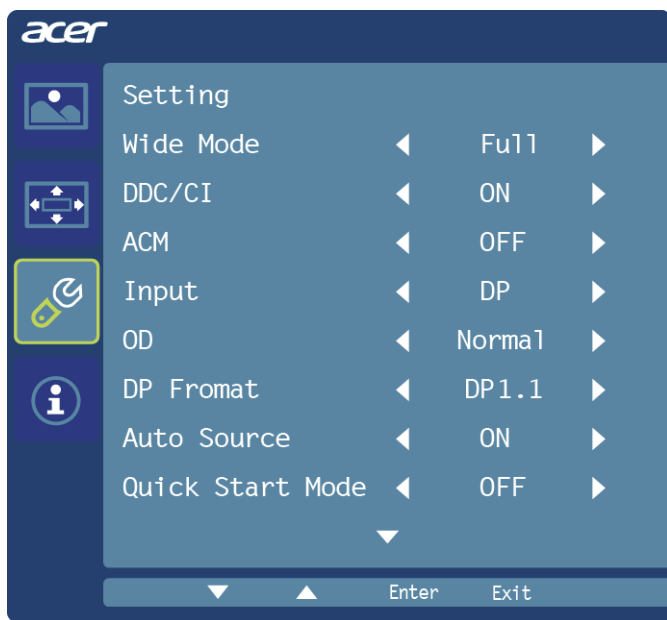 acer
Setting
Wide Mode Full
DDC/CI ON
ACM OFF
Input DP
OD Normal
DP Fromat DP1.1
Auto Source ON
Quick Start Mode OFF
Enter Exit